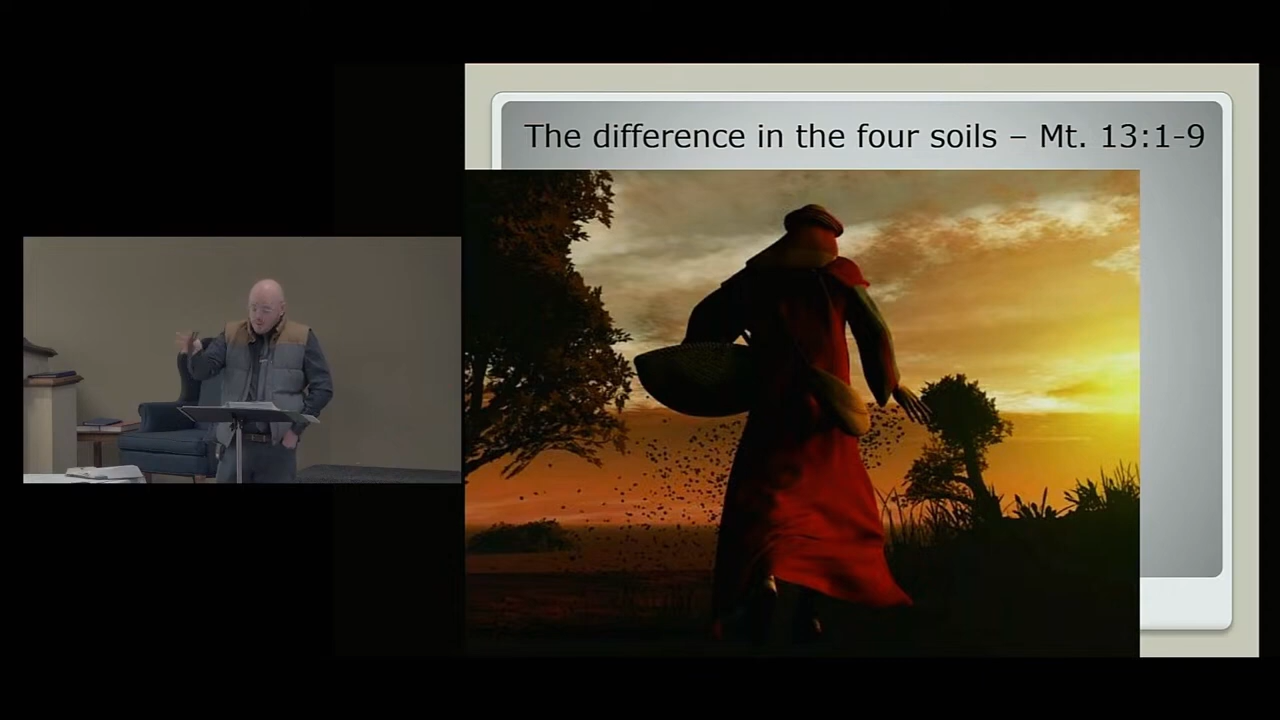 The difference in the four soils – Mt. 13:1-9